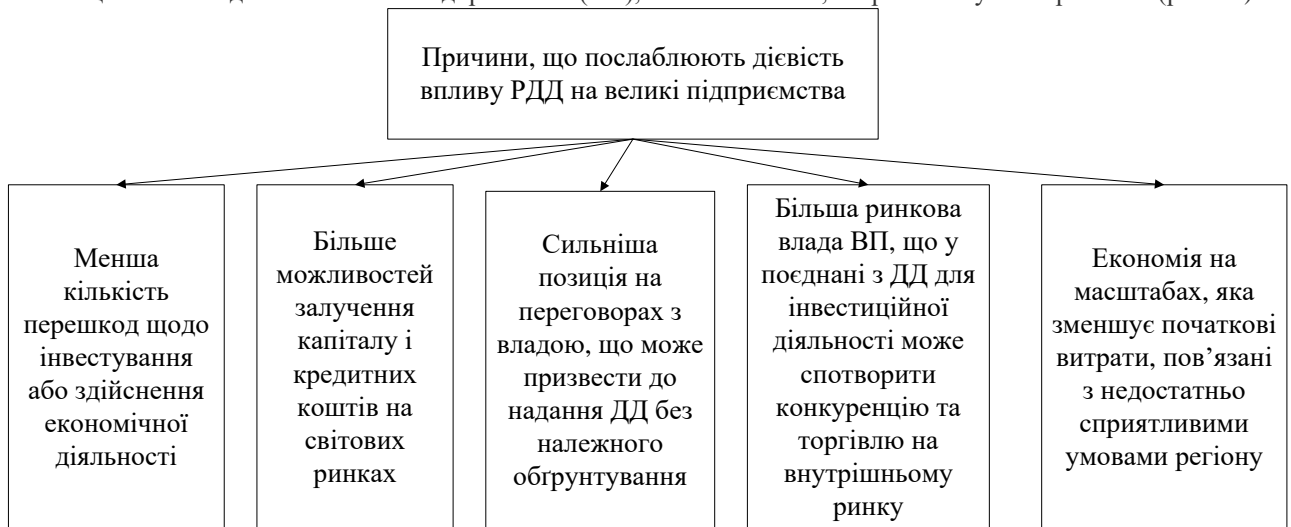 Причини, що послаблюють дієвість
впливу РДД на великі підприємства
Менша
кількість
перешкод щодо
інвестування
або здійснення
економічної
діяльності
Більше
можливостей
залучення
капіталу і
кредитних
коштів на
світових
ринках
Сильніша
позиція на
переговорах з
владою, що може
призвести до
надання ДД без
належного
обґрунтування
Більша ринкова
влада ВП, що у
поєднані з ДД для
інвестиційної
діяльності може
спотворити
конкуренцію та
торгівлю на
внутрішньому
ринку
Економія на
масштабах, яка
зменшує початкові
витрати, пов’язані
з недостатньо
сприятливими
умовами регіону